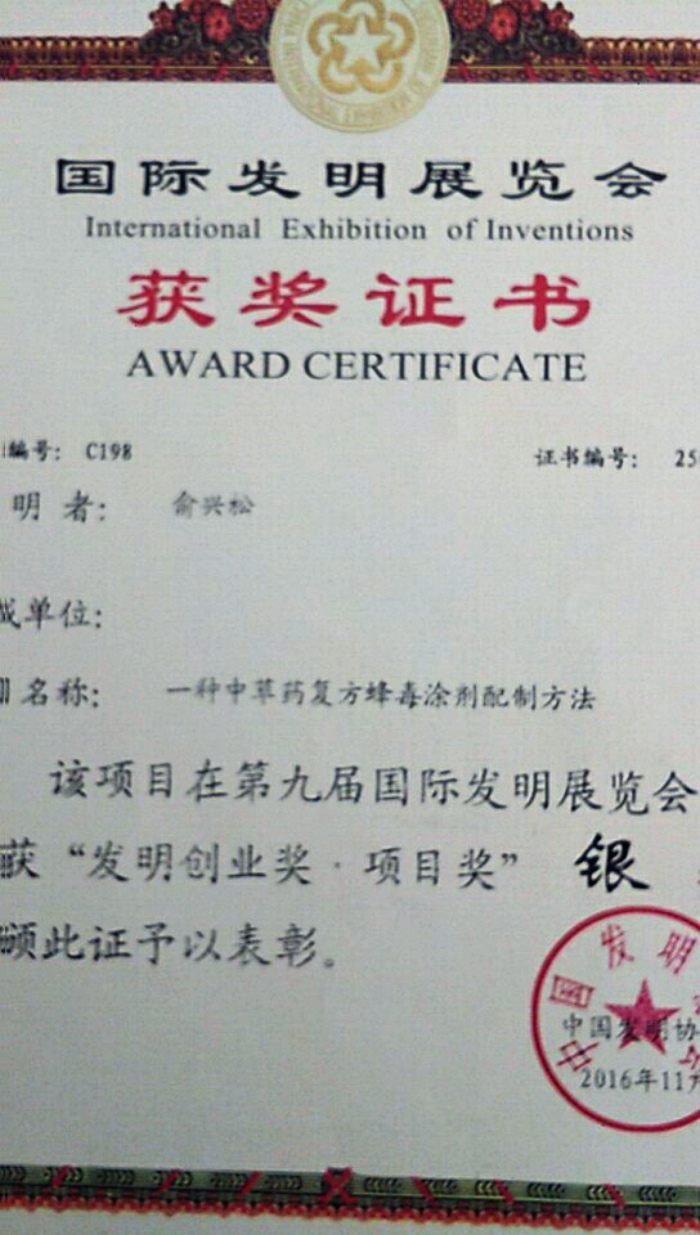 国际发明展览会
International Exhibition of Inventions
获奖证书
AWARD CERTIFICATE
编号: C198
证书编号: 25
明者: 俞兴松
成单位:
名称: 一种中草药复方蜂毒涂剂配制方法
该项目在第九届国际发明展览会
获“发明创业奖·项目奖” 银
颁此证予以表彰。
中国发明
中国发明协
2016年11月